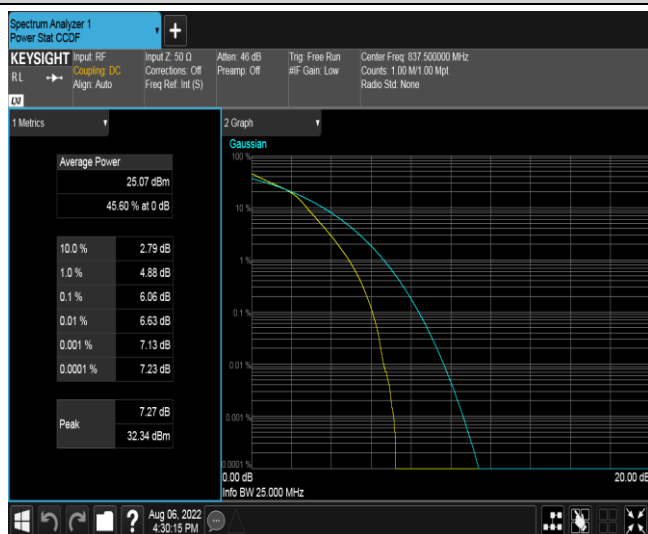 Spectrum Analyzer 1
Power Stat CCDF
+
KEYSIGHT
RL
LXI
Input: RF
Coupling: DC
Align: Auto
Input Z: 50 Ω
Corrections: Off
Freq Ref: Int (S)
Atten: 46 dB
Preamp: Off
Trig: Free Run
#IF Gain: Low
Center Freq: 837.500000 MHz
Counts: 1.00 M/1.00 Mpt
Radio Std: None
1 Metrics
Average Power
25.07 dBm
45.60 % at 0 dB
10.0 % 2.79 dB
1.0 % 4.88 dB
0.1 % 6.06 dB
0.01 % 6.63 dB
0.001 % 7.13 dB
0.0001 % 7.23 dB
Peak
7.27 dB
32.34 dBm
2 Graph
Gaussian
100 %
10 %
1 %
0.1 %
0.01 %
0.001 %
0.0001 %
0.00 dB
20.00 dB
Info BW 25.000 MHz
?
Aug 06, 2022
4:30:15 PM